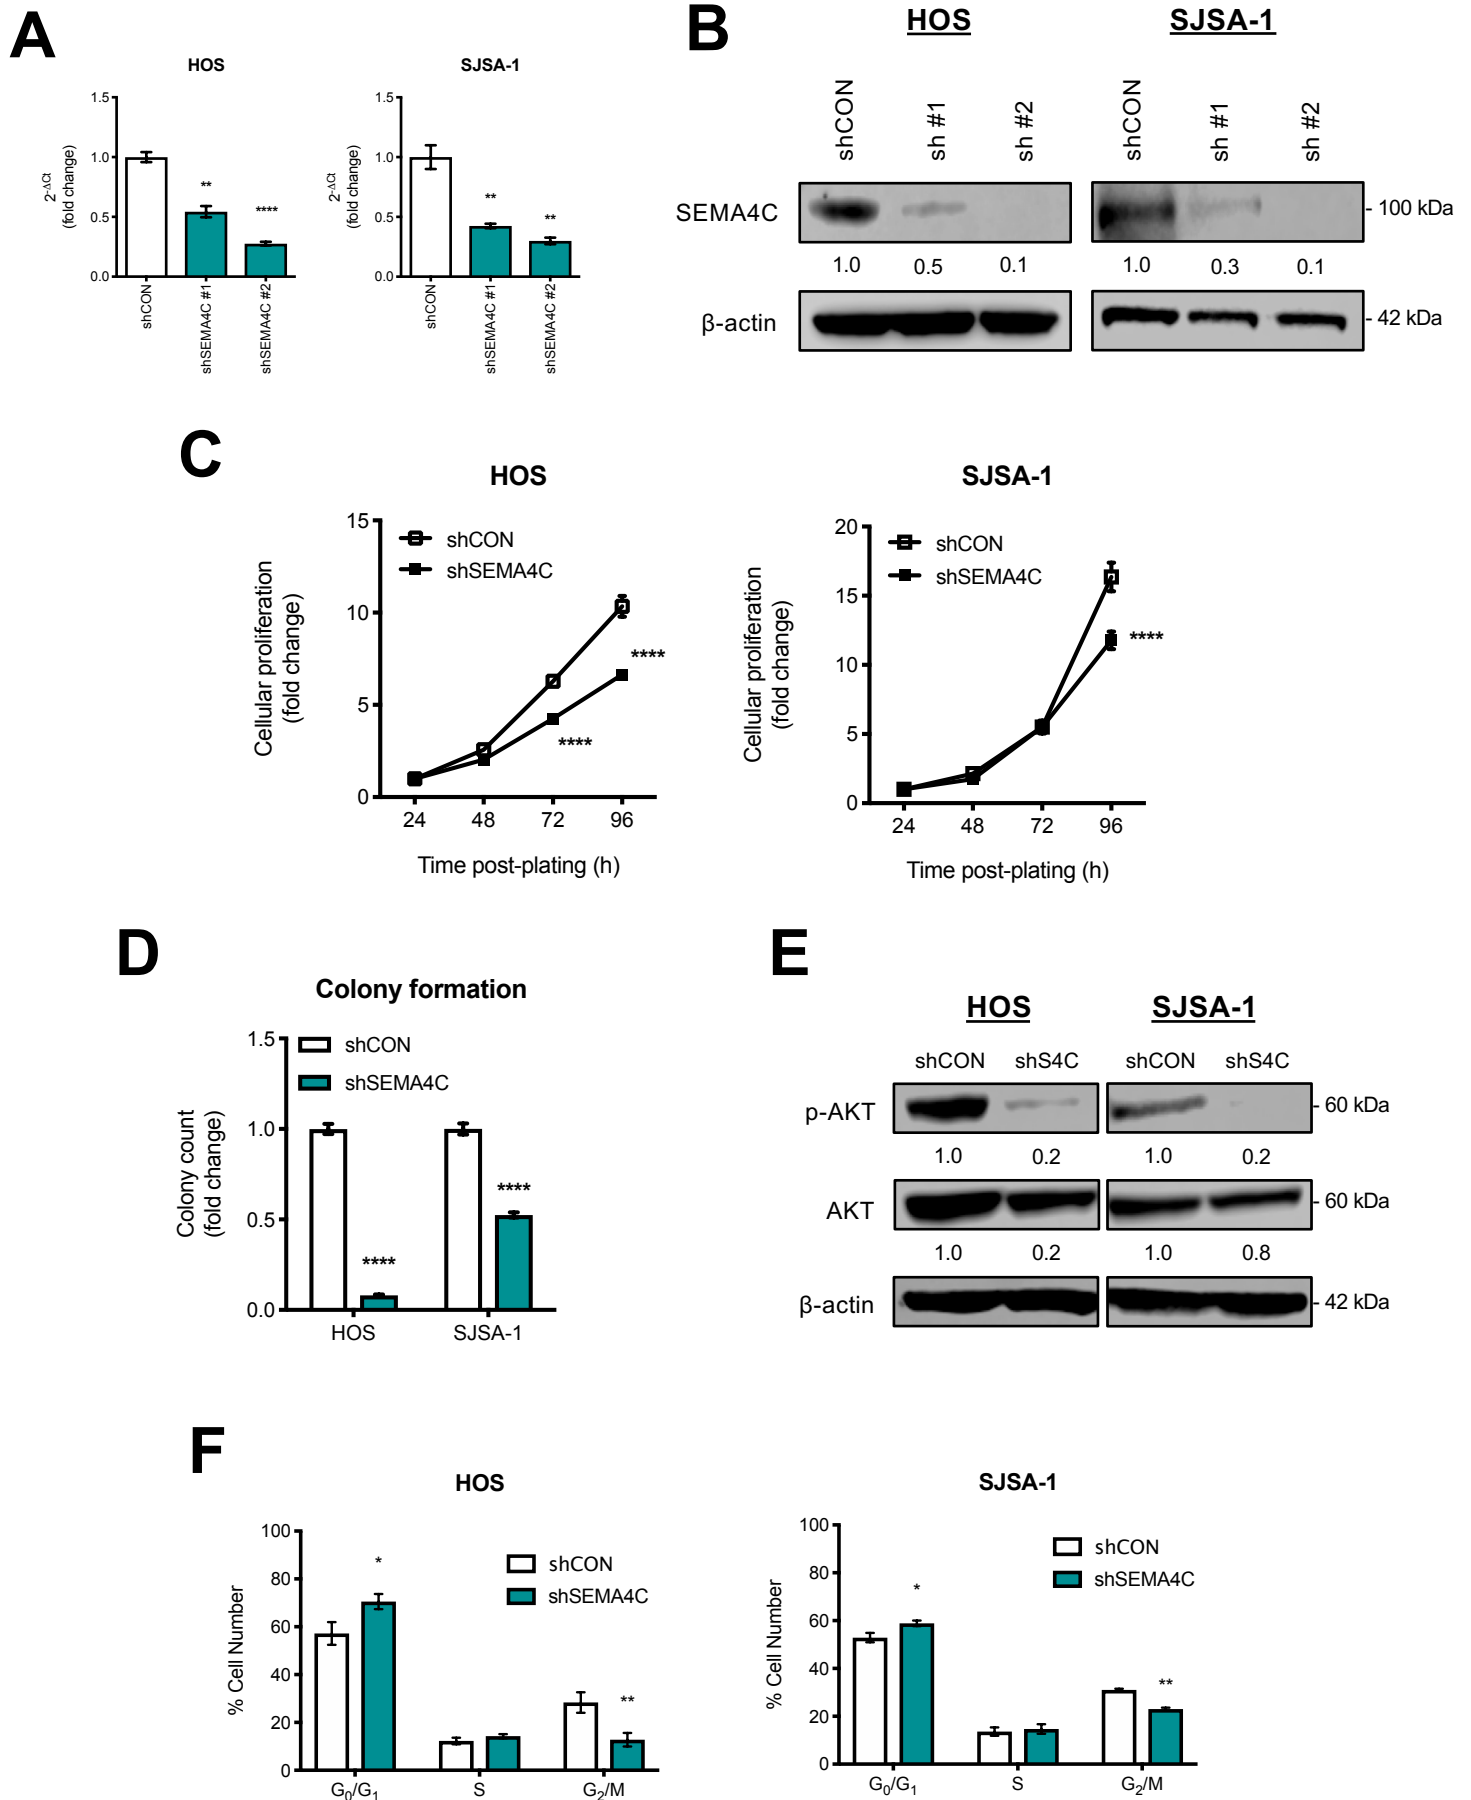 A
HOS
1.5
1.0
0.5
0.0
2-ΔCt
(fold change)
**
****
shCON
shSEMA4C #1
shSEMA4C #2
SJSA-1
1.5
1.0
0.5
0.0
2-ΔCt
(fold change)
**
**
shCON
shSEMA4C #1
shSEMA4C #2
B
HOS
SJSA-1
shCON
sh #1
sh #2
shCON
sh #1
sh #2
SEMA4C
- 100 kDa
1.0 0.5 0.1 1.0 0.3 0.1
β-actin
- 42 kDa
C
HOS
shCON
shSEMA4C
15
10
5
0
Cellular proliferation
(fold change)
****
****
24 48 72 96
Time post-plating (h)
SJSA-1
shCON
shSEMA4C
20
15
10
5
0
Cellular proliferation
(fold change)
****
24 48 72 96
Time post-plating (h)
D
Colony formation
shCON
shSEMA4C
1.5
1.0
0.5
0.0
Colony count
(fold change)
****
****
HOS SJSA-1
E
HOS SJSA-1
shCON shS4C shCON shS4C
p-AKT
- 60 kDa
1.0 0.2 1.0 0.2
AKT
- 60 kDa
1.0 0.2 1.0 0.8
β-actin
- 42 kDa
F
HOS
shCON
shSEMA4C
100
80
60
40
20
0
% Cell Number
*
**
G0/G1 S G2/M
SJSA-1
shCON
shSEMA4C
100
80
60
40
20
0
% Cell Number
*
**
G0/G1 S G2/M